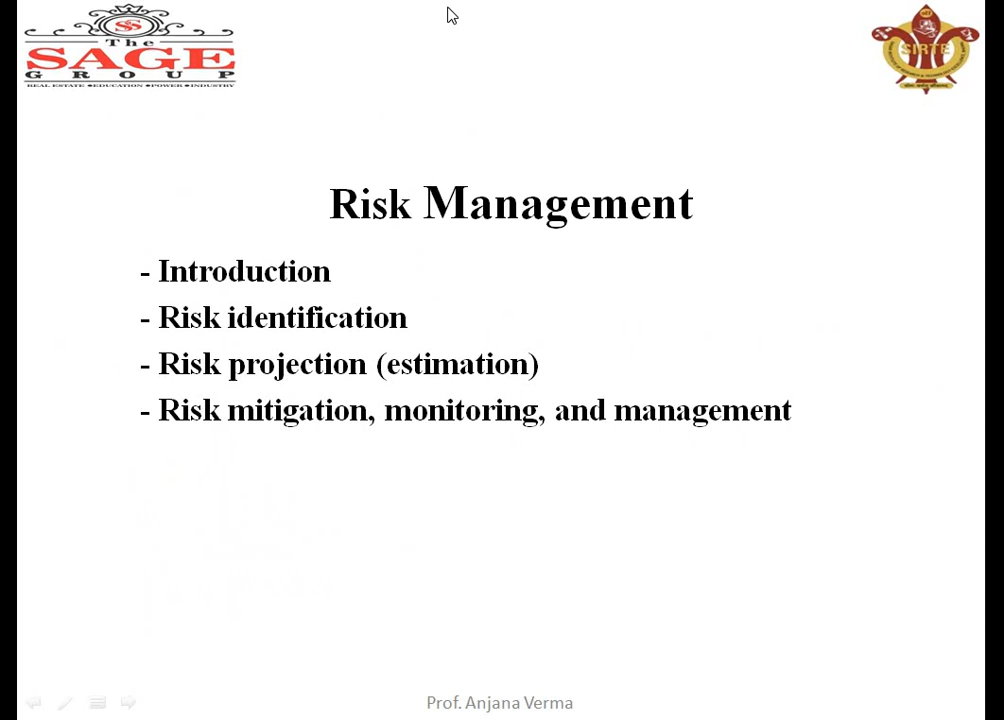 SS
The
SAGE
GROUP
REAL ESTATE •EDUCATION •POWER •INDUSTRY
SIRTE
Risk Management
- Introduction
- Risk identification
- Risk projection (estimation)
- Risk mitigation, monitoring, and management
Prof. Anjana Verma